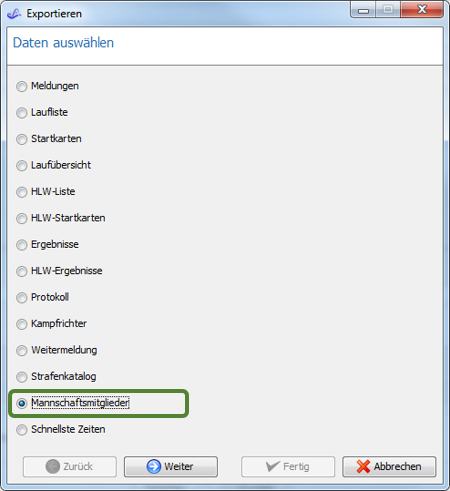 Exportieren
Daten auswählen
Meldungen
Laufliste
Startkarten
Laufübersicht
HLW-Liste
HLW-Startkarten
Ergebnisse
HLW-Ergebnisse
Protokoll
Kampfrichter
Weitermeldung
Strafenkatalog
Mannschaftsmitglieder
Schnellste Zeiten
Zurück Weiter Fertig Abbrechen